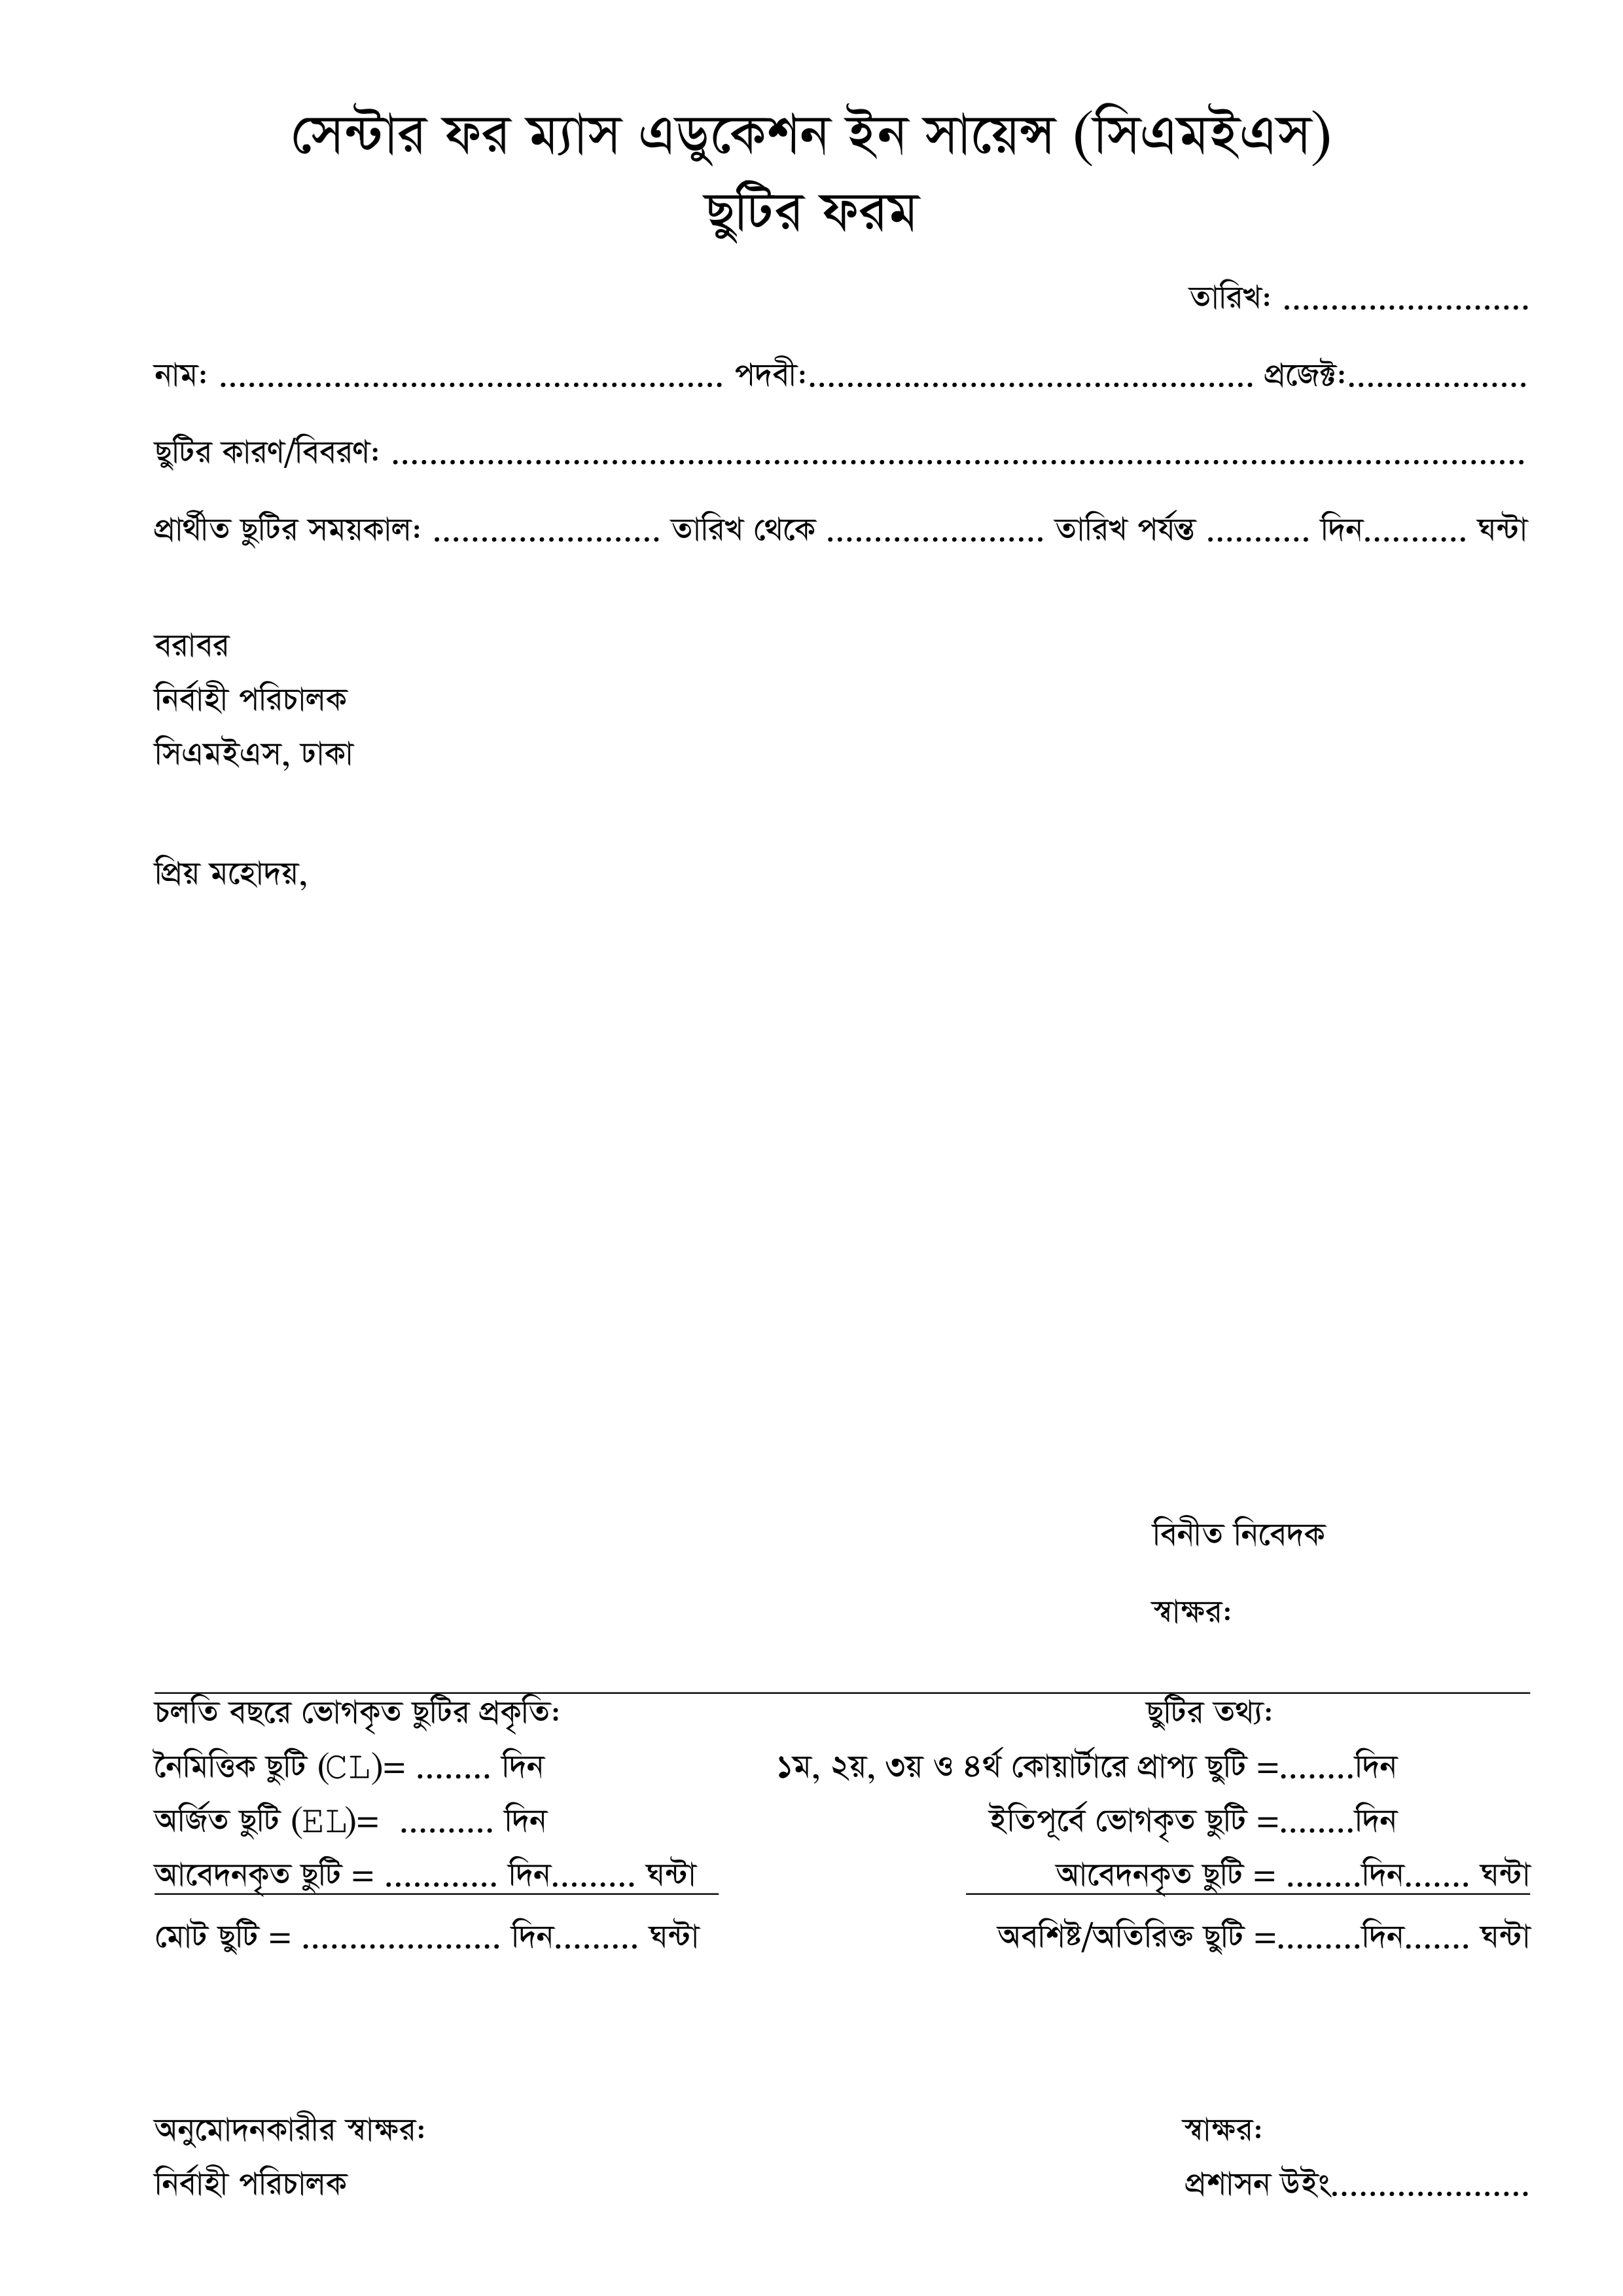 সেন্টার ফর ম্যাস এডুকেশন ইন সায়েন্স (সিএমইএস)
ছুটির ফরম
তারিখ: ..........................
নাম: ..................................................... পদবী:............................................... প্রজেক্ট:...................
ছুটির কারণ/বিবরণ: ........................................................................................................................
প্রার্থীত ছুটির সময়কাল: ........................ তারিখ থেকে ....................... তারিখ পর্যন্ত ........... দিন........... ঘন্টা
বরাবর
নির্বাহী পরিচালক
সিএমইএস, ঢাকা
প্রিয় মহোদয়,
বিনীত নিবেদক
স্বাক্ষর:
চলতি বছরে ভোগকৃত ছুটির প্রকৃতি: ছুটির তথ্য:
নৈমিত্তিক ছুটি (CL)= ........ দিন ১ম, ২য়, ৩য় ও ৪র্থ কোয়ার্টারে প্রাপ্য ছুটি =........দিন
অর্জিত ছুটি (EL)= .......... দিন ইতিপূর্বে ভোগকৃত ছুটি =........দিন
আবেদনকৃত ছুটি = ............ দিন......... ঘন্টা আবেদনকৃত ছুটি = ........দিন....... ঘন্টা
মোট ছুটি = ..................... দিন......... ঘন্টা অবশিষ্ট/অতিরিক্ত ছুটি =.........দিন....... ঘন্টা
অনুমোদনকারীর স্বাক্ষর: স্বাক্ষর:
নির্বাহী পরিচালক প্রশাসন উইং.....................